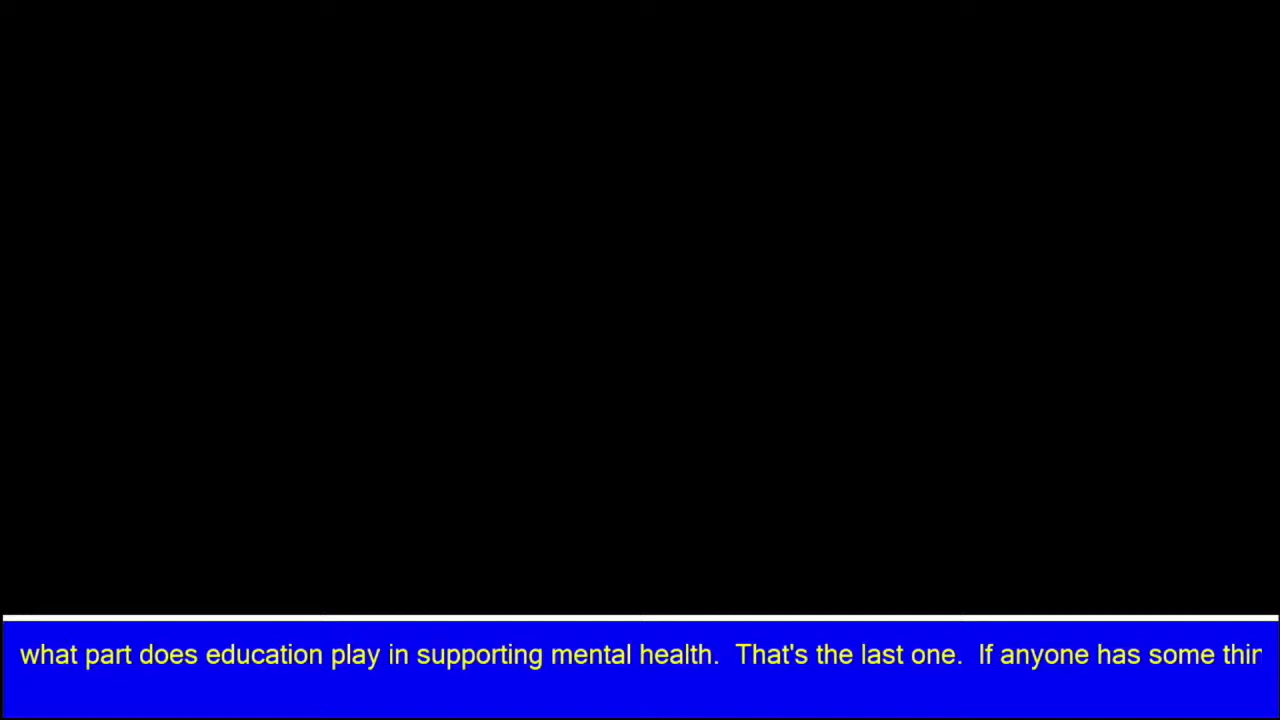 what part does education play in supporting mental health.  That's the last one.  If anyone has some